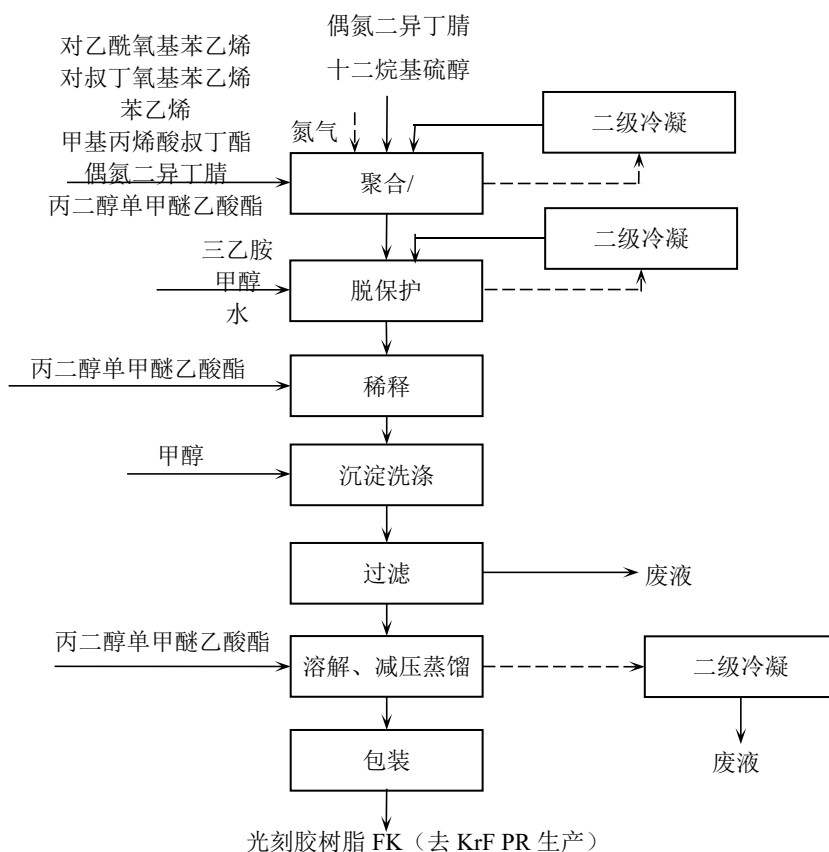 偶氮二异丁腈
十二烷基硫醇
对乙酰氧基苯乙烯
对叔丁氧基苯乙烯
苯乙烯
甲基丙烯酸叔丁酯
偶氮二异丁腈
丙二醇单甲醚乙酸酯
氮气
二级冷凝
聚合/
三乙胺
甲醇
水
二级冷凝
脱保护
丙二醇单甲醚乙酸酯
稀释
甲醇
沉淀洗涤
过滤
废液
丙二醇单甲醚乙酸酯
溶解、减压蒸馏
二级冷凝
包装
废液
光刻胶树脂 FK（去 KrF PR 生产）